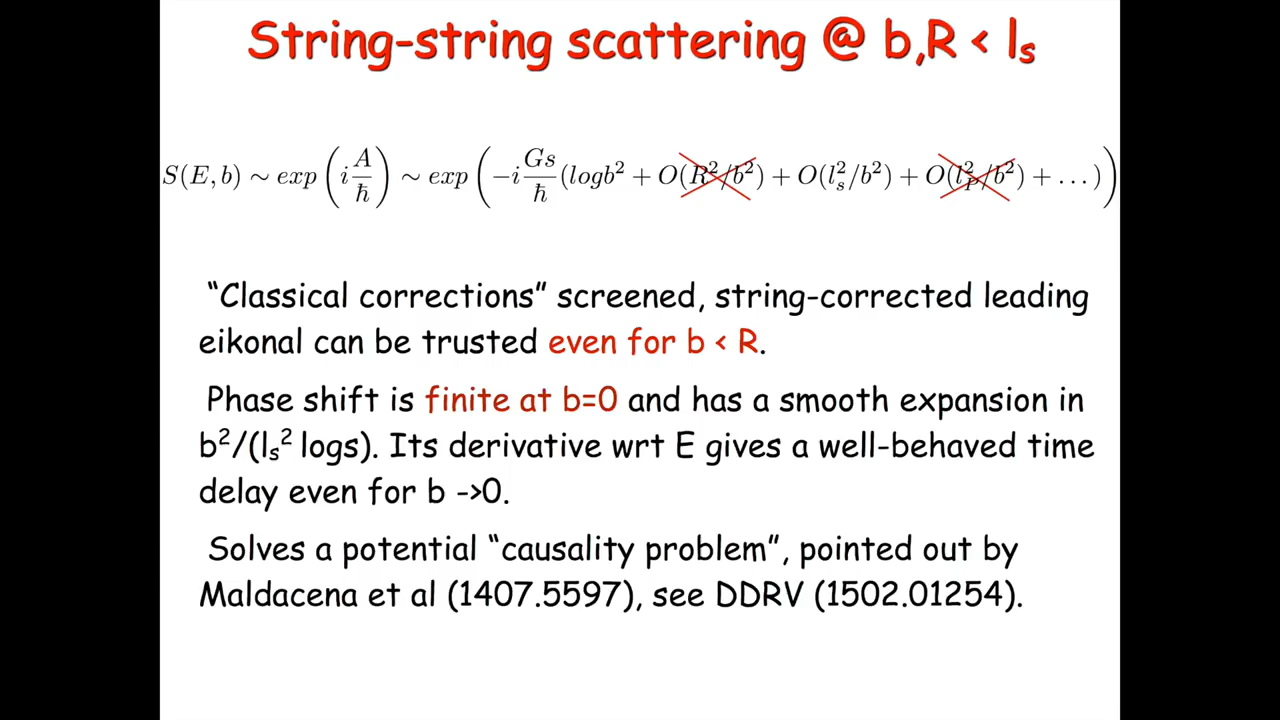 String-string scattering @ b,R < lₛ
S(E, b) ∼ exp ( i A/ħ ) ∼ exp ( −i Gs/ħ (logb² + O(R²/b²) + O(lₛ²/b²) + O(l_P²/b²) + . . . ) )
“Classical corrections” screened, string-corrected leading
eikonal can be trusted even for b < R.
Phase shift is finite at b=0 and has a smooth expansion in
b²/(lₛ² logs). Its derivative wrt E gives a well-behaved time
delay even for b ->0.
Solves a potential “causality problem”, pointed out by
Maldacena et al (1407.5597), see DDRV (1502.01254).